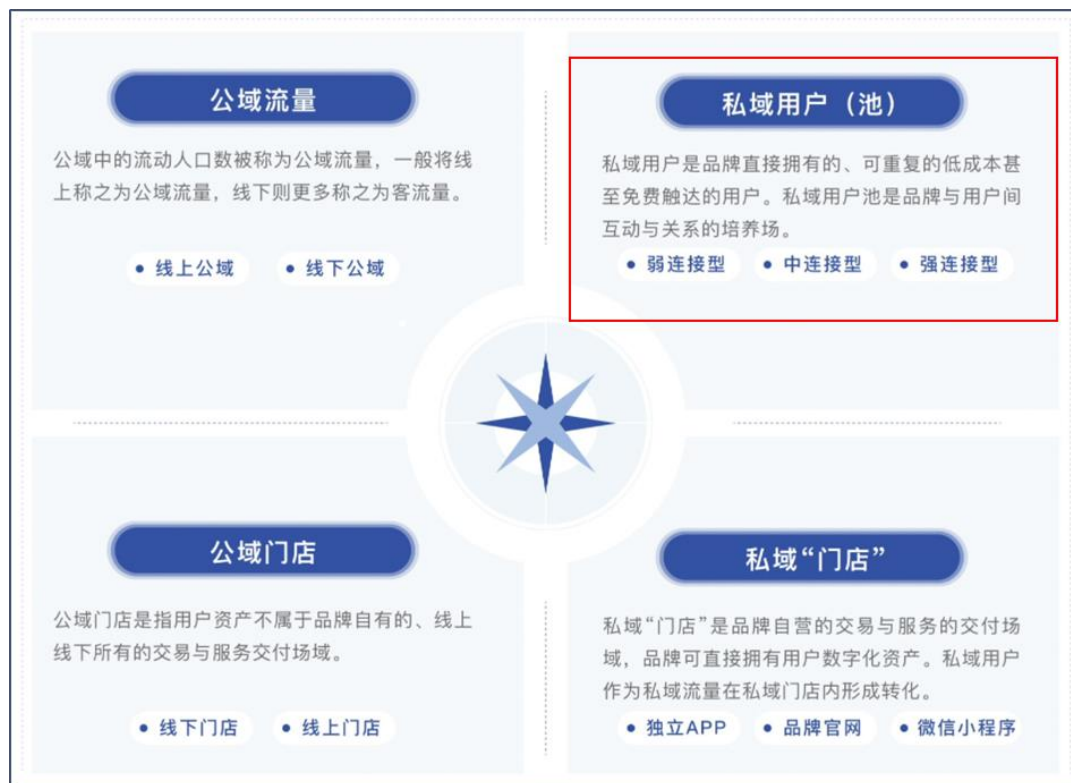 公域流量
公域中的流动人口数被称为公域流量，一般将线
上称之为公域流量，线下则更多称之为客流量。
• 线上公域 • 线下公域
私域用户（池）
私域用户是品牌直接拥有的、可重复的低成本甚
至免费触达的用户。私域用户池是品牌与用户间
互动与关系的培养场。
• 弱连接型 • 中连接型 • 强连接型
公域门店
公域门店是指用户资产不属于品牌自有的、线上
线下所有的交易与服务交付场域。
• 线下门店 • 线上门店
私域“门店”
私域“门店”是品牌自营的交易与服务的交付场
域，品牌可直接拥有用户数字化资产。私域用户
作为私域流量在私域门店内形成转化。
• 独立APP • 品牌官网 • 微信小程序